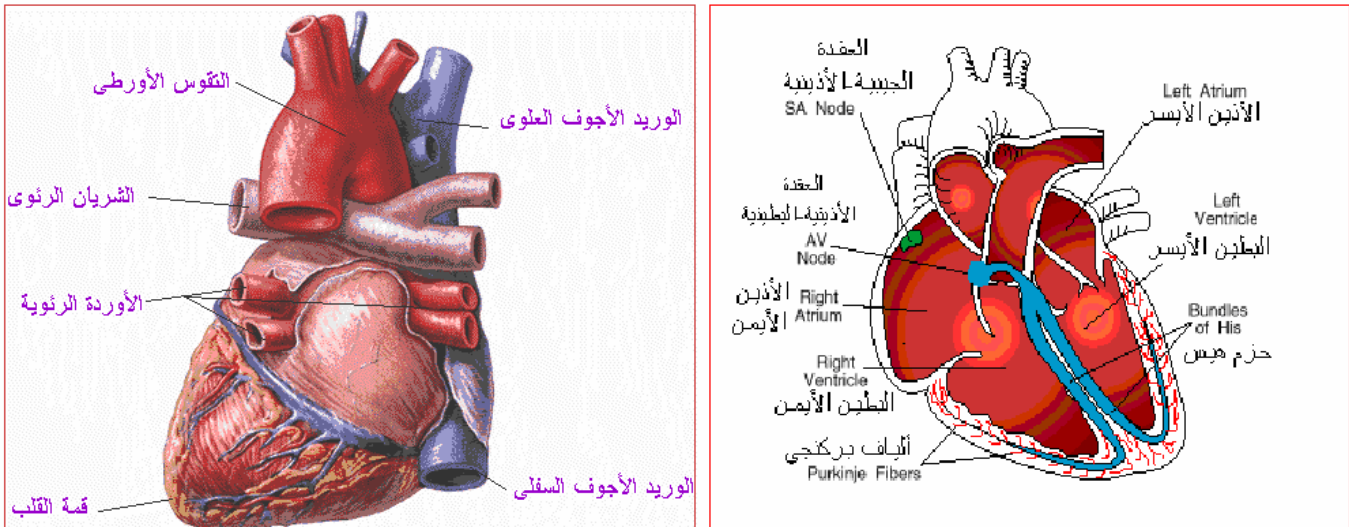 التقوس الأورطى
الوريد الأجوف العلوى
الشريان الرئوى
الأوردة الرئوية
الوريد الأجوف السفلى
قمة القلب
العقدة
الجيبية-الأذينية
SA Node
Left Atrium
الأذين الأيسر
العقدة
الأذينية-البطينية
AV
Node
Left
Ventricle
البطين الأيسر
الأذين
Right
Atrium
الأيمن
Bundles
of His
حزم هيس
Right
Ventricle
البطين الأيمن
ألياف بركنجي
Purkinje Fibers